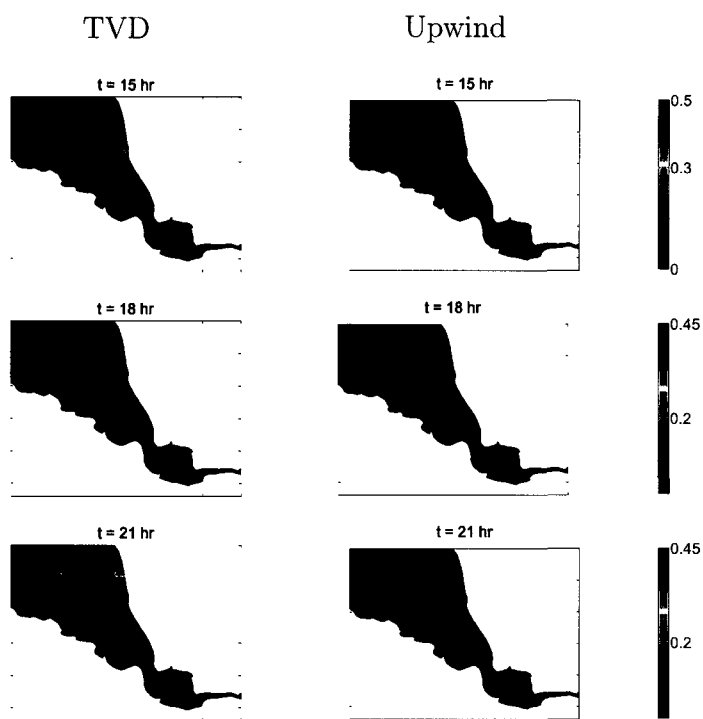 TVD Upwind
t = 15 hr t = 15 hr
0.5
0.3
0
t = 18 hr t = 18 hr
0.45
0.2
t = 21 hr t = 21 hr
0.45
0.2